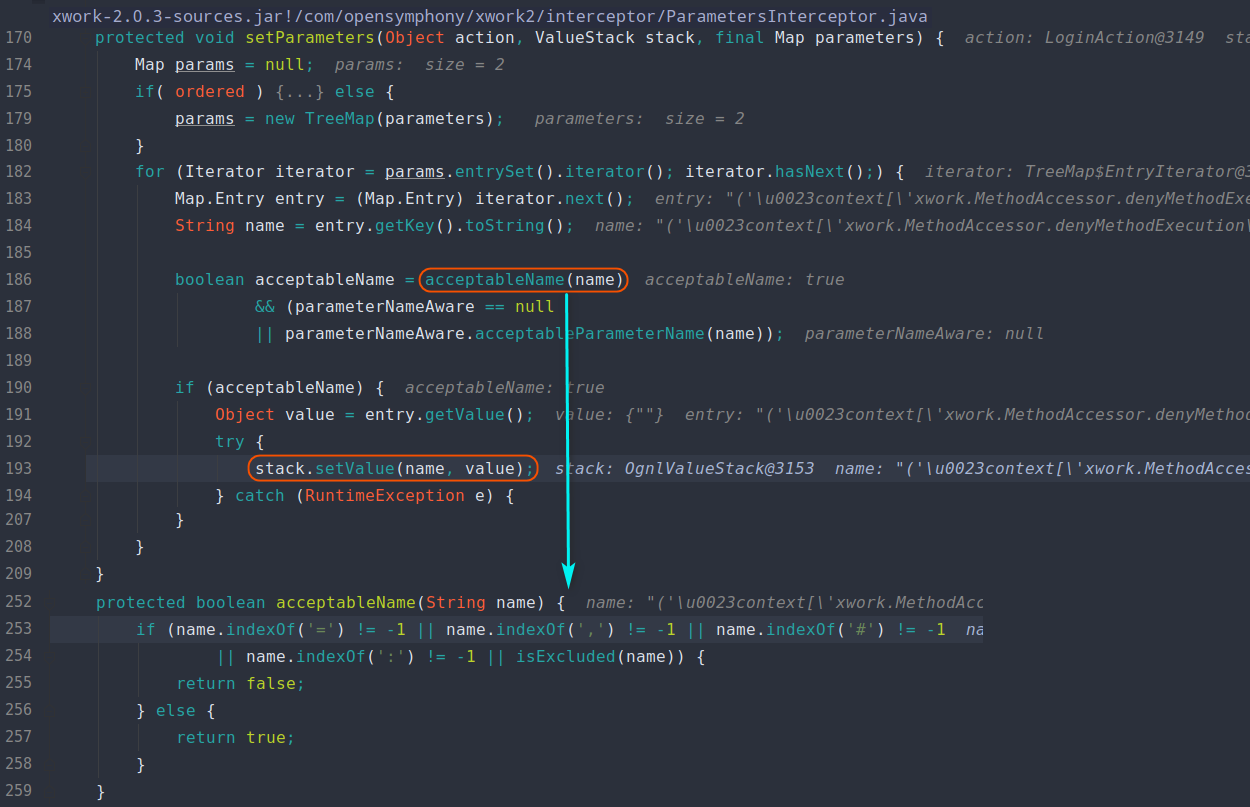 xwork-2.0.3-sources.jar!/com/opensymphony/xwork2/interceptor/ParametersInterceptor.java
170 protected void setParameters(Object action, ValueStack stack, final Map parameters) { action: LoginAction@3149 sta
174 Map params = null; params: size = 2
175 if( ordered ) {...} else {
179 params = new TreeMap(parameters); parameters: size = 2
180 }
182 for (Iterator iterator = params.entrySet().iterator(); iterator.hasNext();) { iterator: TreeMap$EntryIterator@3
183 Map.Entry entry = (Map.Entry) iterator.next(); entry: "('\u0023context[\'xwork.MethodAccessor.denyMethodExe
184 String name = entry.getKey().toString(); name: "('\u0023context[\'xwork.MethodAccessor.denyMethodExecution\
185
186 boolean acceptableName = acceptableName(name) acceptableName: true
187 && (parameterNameAware == null
188 || parameterNameAware.acceptableParameterName(name)); parameterNameAware: null
189
190 if (acceptableName) { acceptableName: true
191 Object value = entry.getValue(); value: {""} entry: "('\u0023context[\'xwork.MethodAccessor.denyMethod
192 try {
193 stack.setValue(name, value); stack: OgnlValueStack@3153 name: "('\u0023context[\'xwork.MethodAcces
194 } catch (RuntimeException e) {
207 }
208 }
209 }
252 protected boolean acceptableName(String name) { name: "('\u0023context[\'xwork.MethodAcc
253 if (name.indexOf('=') != -1 || name.indexOf(',') != -1 || name.indexOf('#') != -1 na
254 || name.indexOf(':') != -1 || isExcluded(name)) {
255 return false;
256 } else {
257 return true;
258 }
259 }